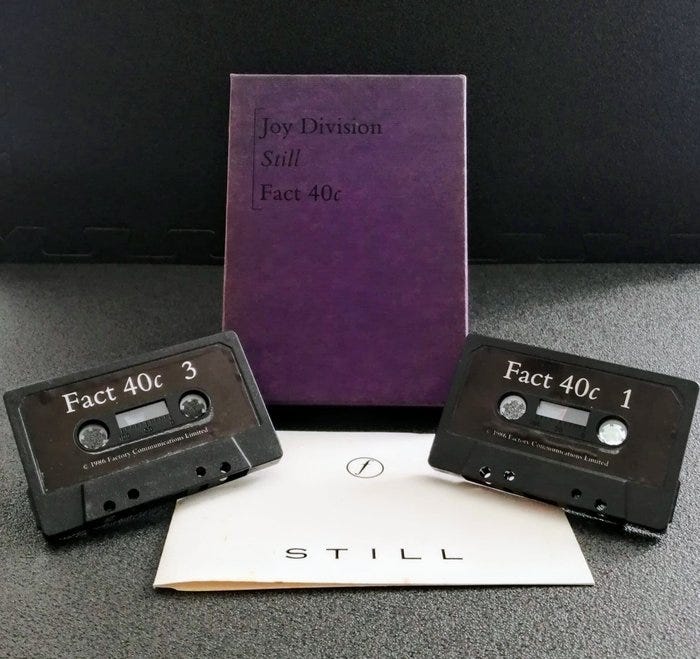 Joy Division
Still
Fact 40c
Fact 40c 3
© 1986 Factory Communications Limited
Fact 40c 1
© 1986 Factory Communications Limited
f
STILL